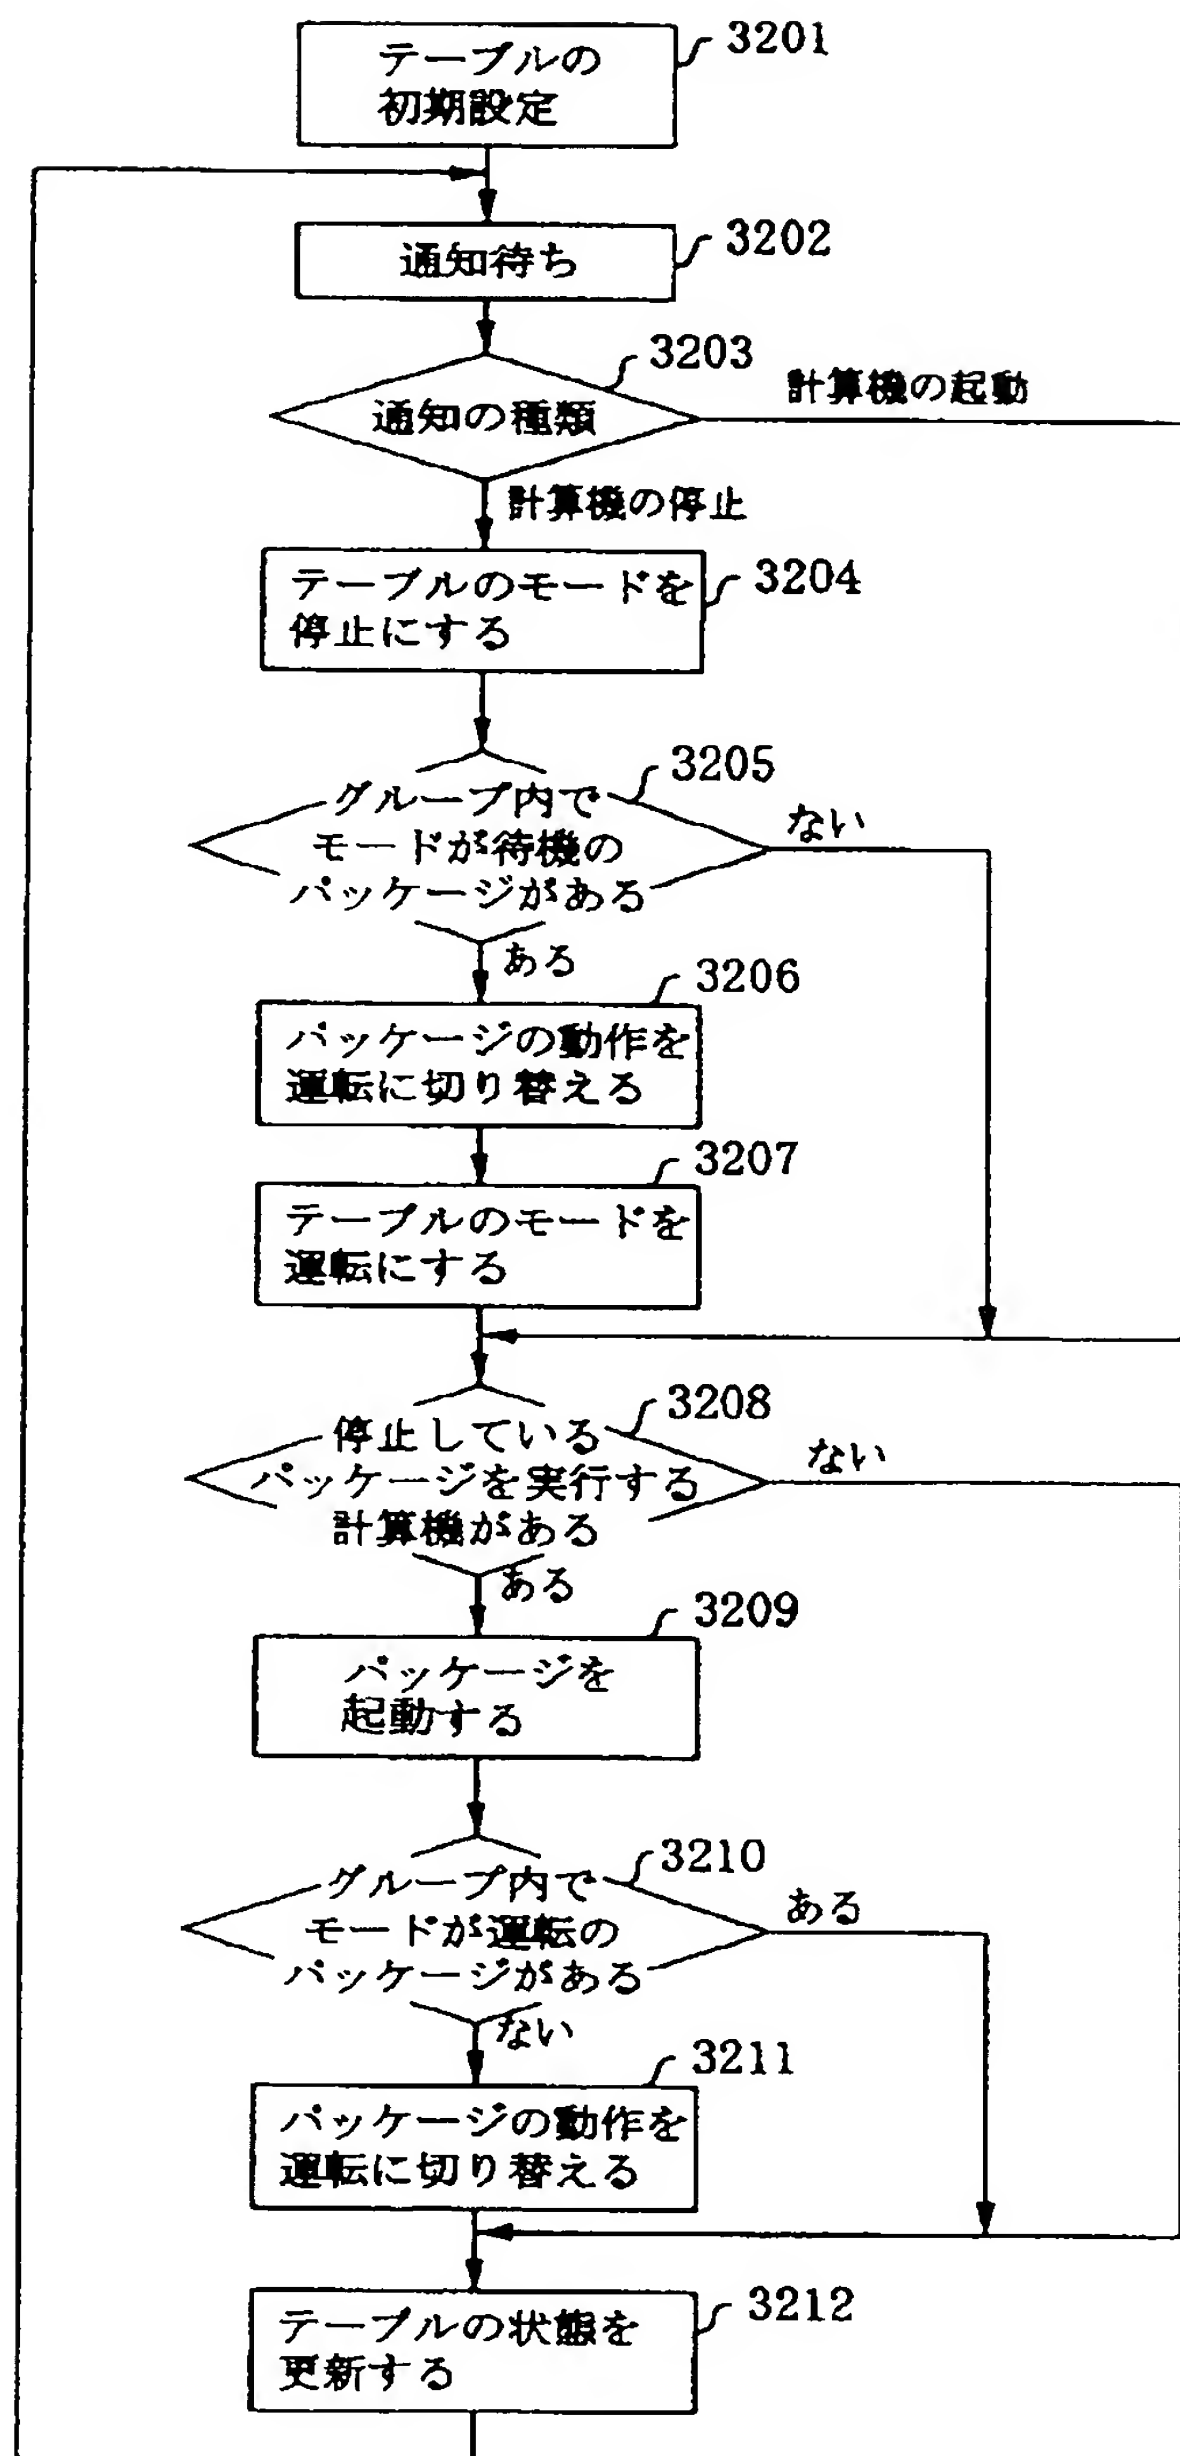 3201
テーブルの
初期設定
3202
通知待ち
3203
通知の種類
計算機の起動
計算機の停止
3204
テーブルのモードを
停止にする
3205
グループ内で
モードが待機の
パッケージがある
ない
ある
3206
パッケージの動作を
運転に切り替える
3207
テーブルのモードを
運転にする
3208
停止している
パッケージを実行する
計算機がある
ない
ある
3209
パッケージを
起動する
3210
グループ内で
モードが運転の
パッケージがある
ある
ない
3211
パッケージの動作を
運転に切り替える
3212
テーブルの状態を
更新する